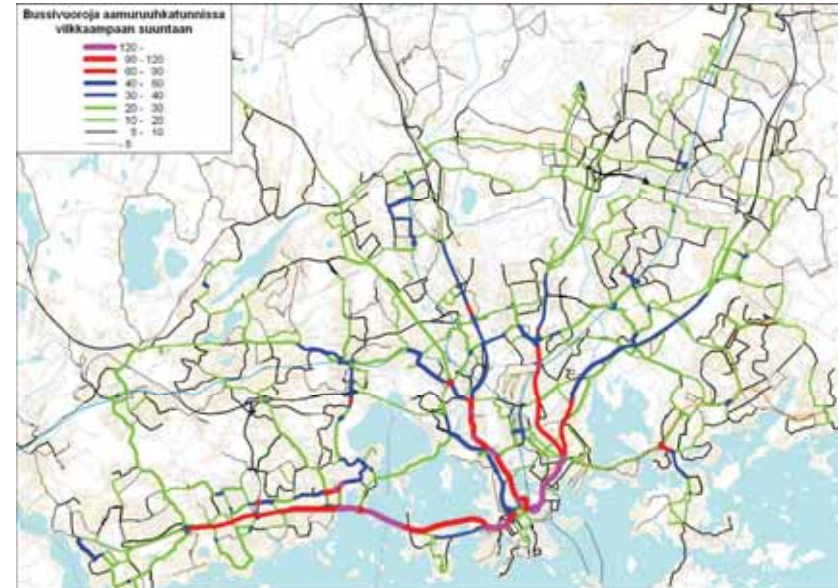 Bussivuoroja aamuruuhkatunnissa
vilkkaampaan suuntaan
120 -
90 - 120
60 - 90
40 - 60
30 - 40
20 - 30
10 - 20
5 - 10
- 5